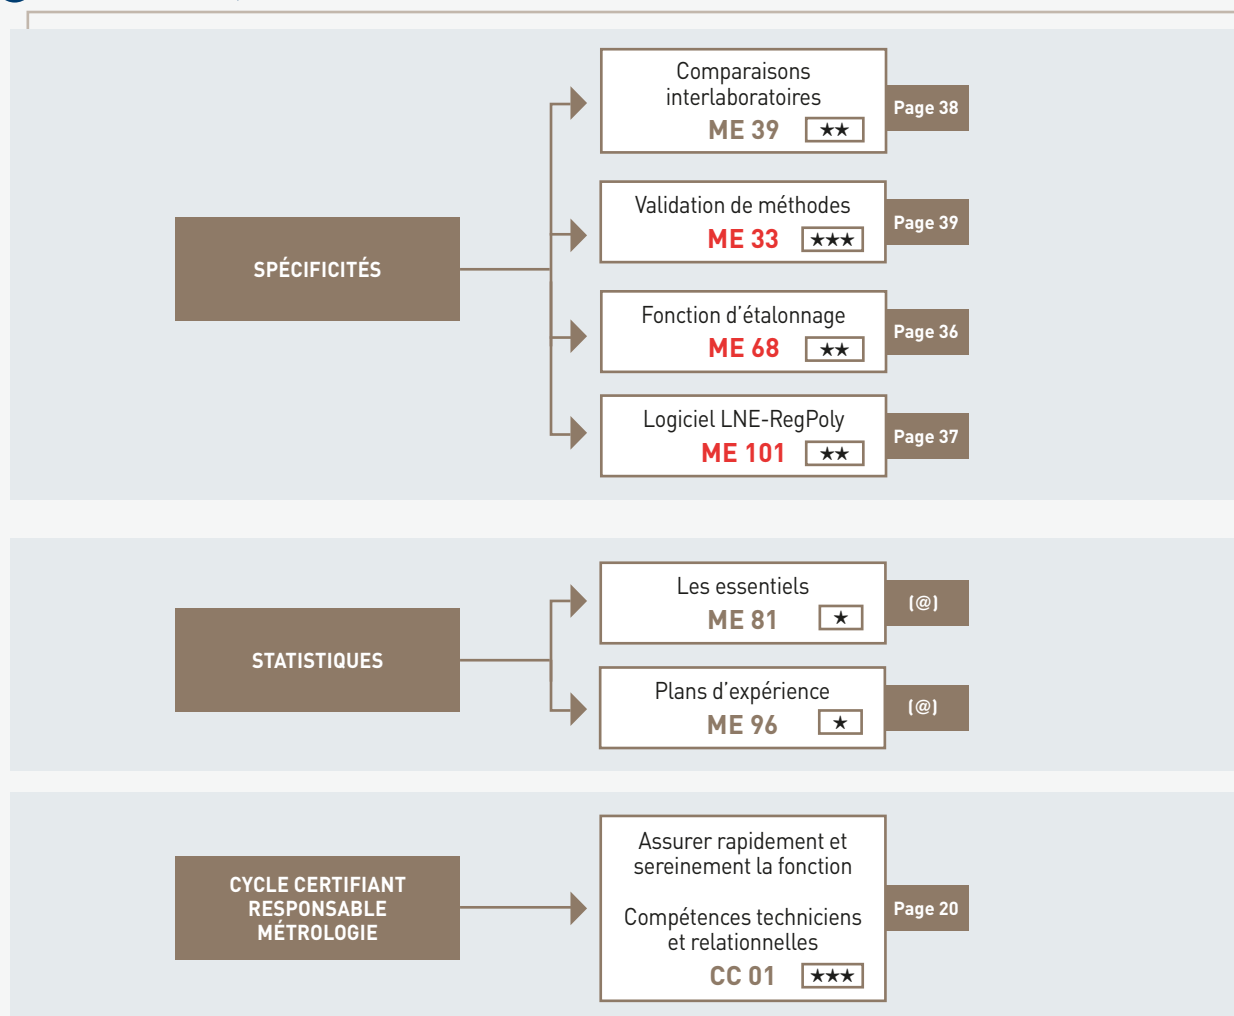 Comparaisons
interlaboratoires
ME 39 ★★
Page 38
SPÉCIFICITÉS
Validation de méthodes
ME 33 ★★★
Page 39
Fonction d'étalonnage
ME 68 ★★
Page 36
Logiciel LNE-RegPoly
ME 101 ★★
Page 37
STATISTIQUES
Les essentiels
ME 81 ★
(@)
Plans d'expérience
ME 96 ★
(@)
CYCLE CERTIFIANT
RESPONSABLE
MÉTROLOGIE
Assurer rapidement et
sereinement la fonction
Compétences techniciens
et relationnelles
CC 01 ★★★
Page 20